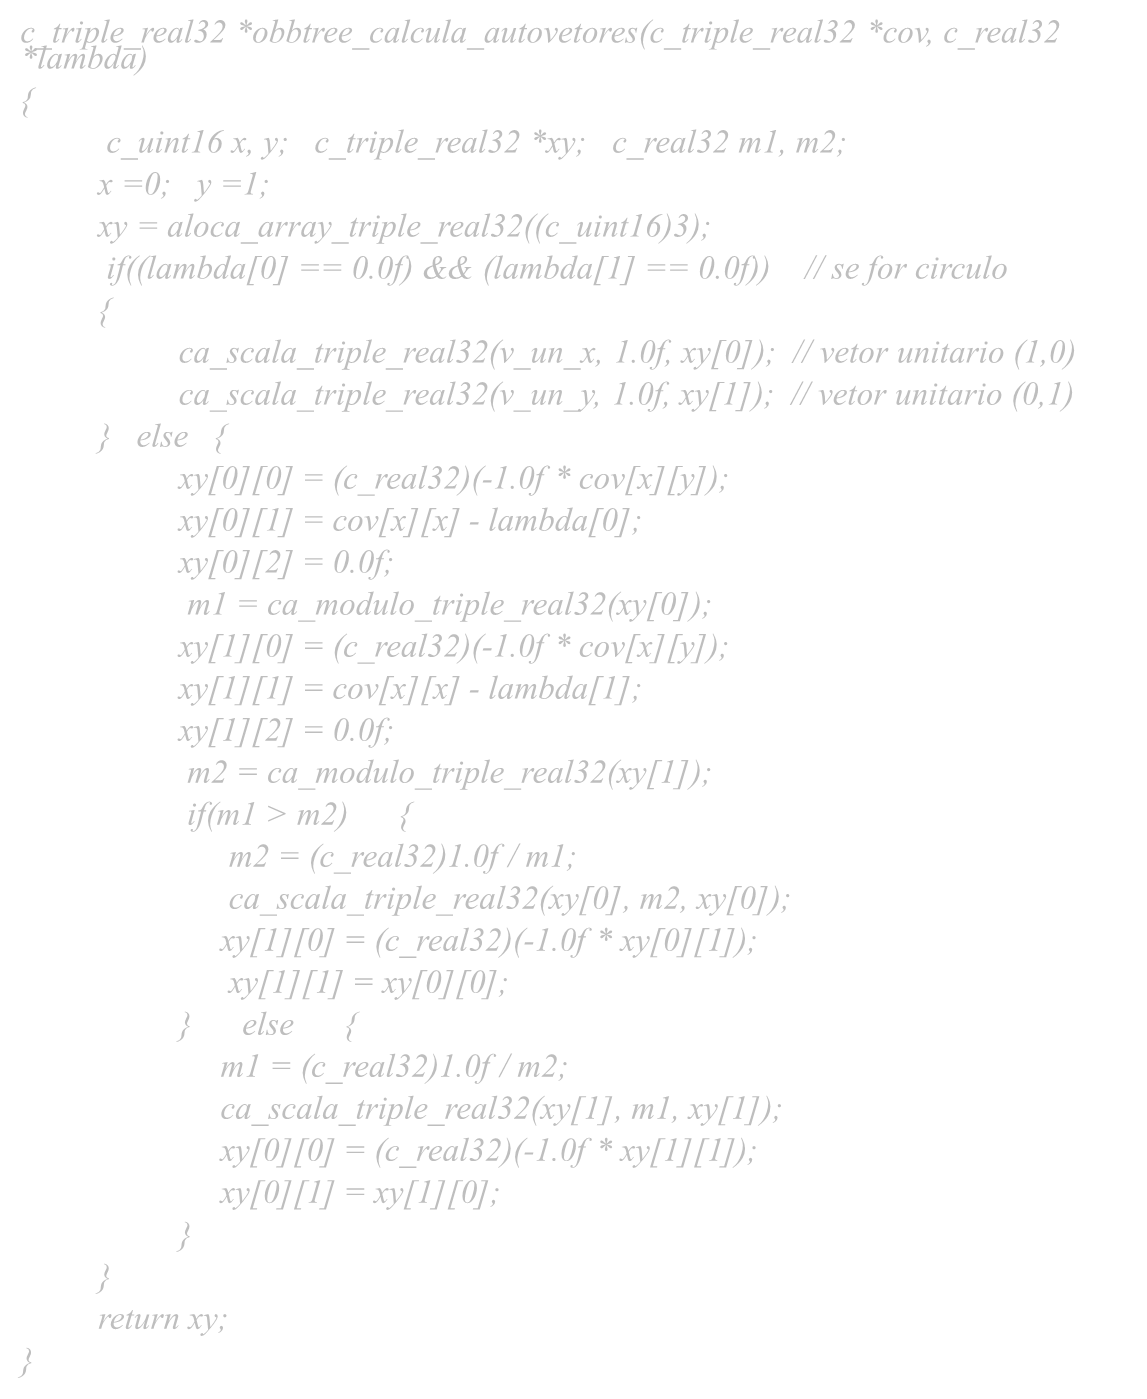 c_triple_real32 *obbtree_calcula_autovetores(c_triple_real32 *cov, c_real32
*lambda)
{
c_uint16 x, y; c_triple_real32 *xy; c_real32 m1, m2;
x =0; y =1;
xy = aloca_array_triple_real32((c_uint16)3);
if((lambda[0] == 0.0f) && (lambda[1] == 0.0f)) // se for circulo
{
ca_scala_triple_real32(v_un_x, 1.0f, xy[0]); // vetor unitario (1,0)
ca_scala_triple_real32(v_un_y, 1.0f, xy[1]); // vetor unitario (0,1)
} else {
xy[0][0] = (c_real32)(-1.0f * cov[x][y]);
xy[0][1] = cov[x][x] - lambda[0];
xy[0][2] = 0.0f;
m1 = ca_modulo_triple_real32(xy[0]);
xy[1][0] = (c_real32)(-1.0f * cov[x][y]);
xy[1][1] = cov[x][x] - lambda[1];
xy[1][2] = 0.0f;
m2 = ca_modulo_triple_real32(xy[1]);
if(m1 > m2) {
m2 = (c_real32)1.0f / m1;
ca_scala_triple_real32(xy[0], m2, xy[0]);
xy[1][0] = (c_real32)(-1.0f * xy[0][1]);
xy[1][1] = xy[0][0];
} else {
m1 = (c_real32)1.0f / m2;
ca_scala_triple_real32(xy[1], m1, xy[1]);
xy[0][0] = (c_real32)(-1.0f * xy[1][1]);
xy[0][1] = xy[1][0];
}
}
return xy;
}